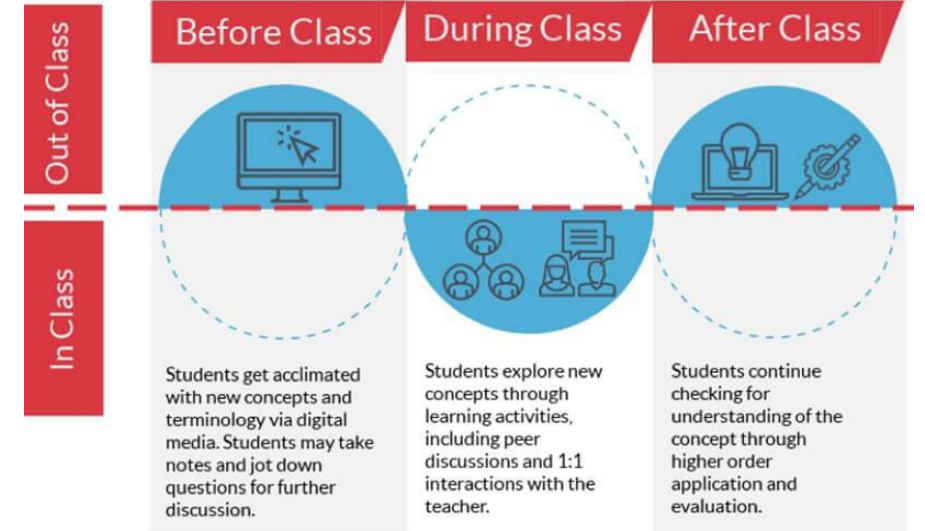 Out of Class
In Class
Before Class
During Class
After Class
Students get acclimated
with new concepts and
terminology via digital
media. Students may take
notes and jot down
questions for further
discussion.
Students explore new
concepts through
learning activities,
including peer
discussions and 1:1
interactions with the
teacher.
Students continue
checking for
understanding of the
concept through
higher order
application and
evaluation.